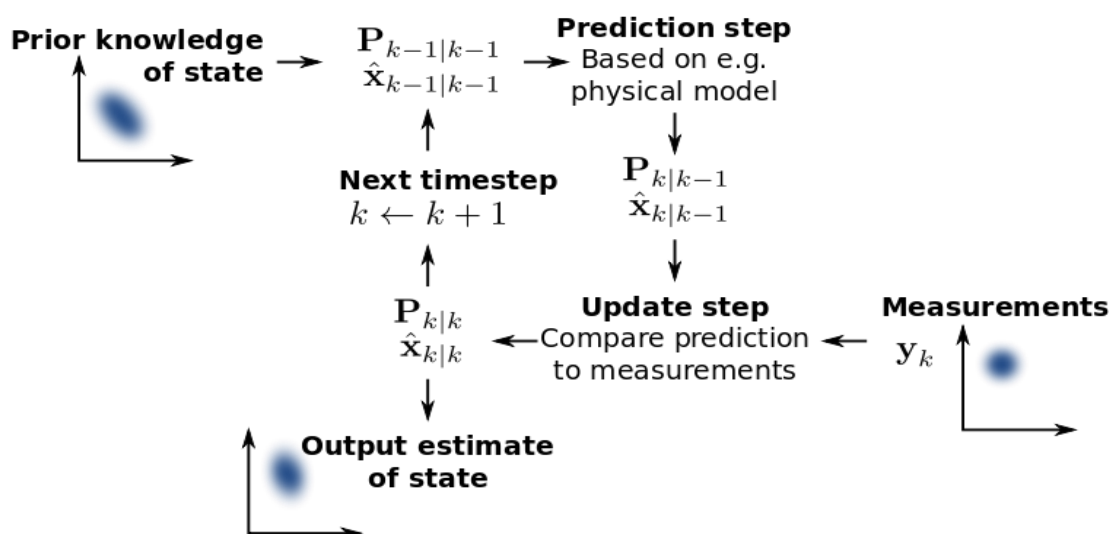 Prior knowledge
of state
P_{k−1|k−1}
x̂_{k−1|k−1}
Prediction step
Based on e.g.
physical model
P_{k|k−1}
x̂_{k|k−1}
Next timestep
k ← k + 1
Update step
Compare prediction
to measurements
Measurements
y_k
P_{k|k}
x̂_{k|k}
Output estimate
of state